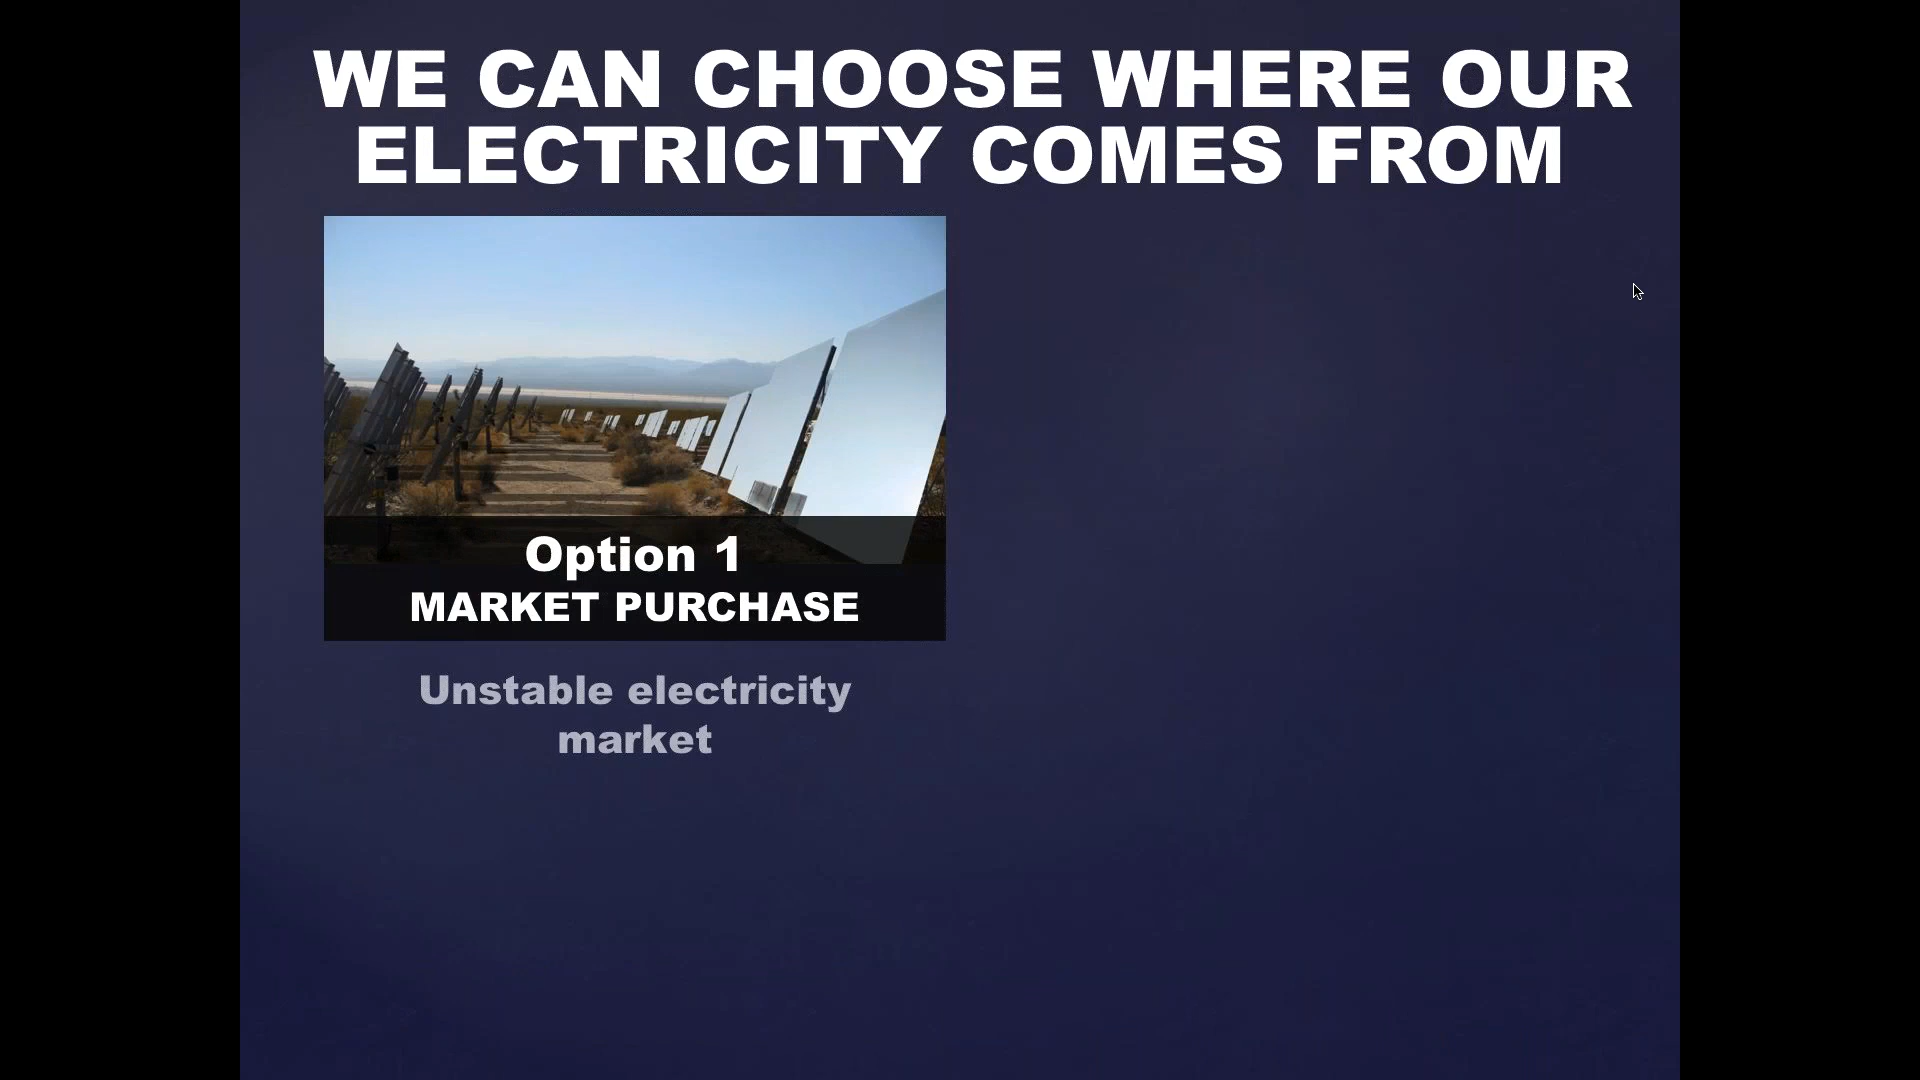 WE CAN CHOOSE WHERE OUR
ELECTRICITY COMES FROM
Option 1
MARKET PURCHASE
Unstable electricity
market